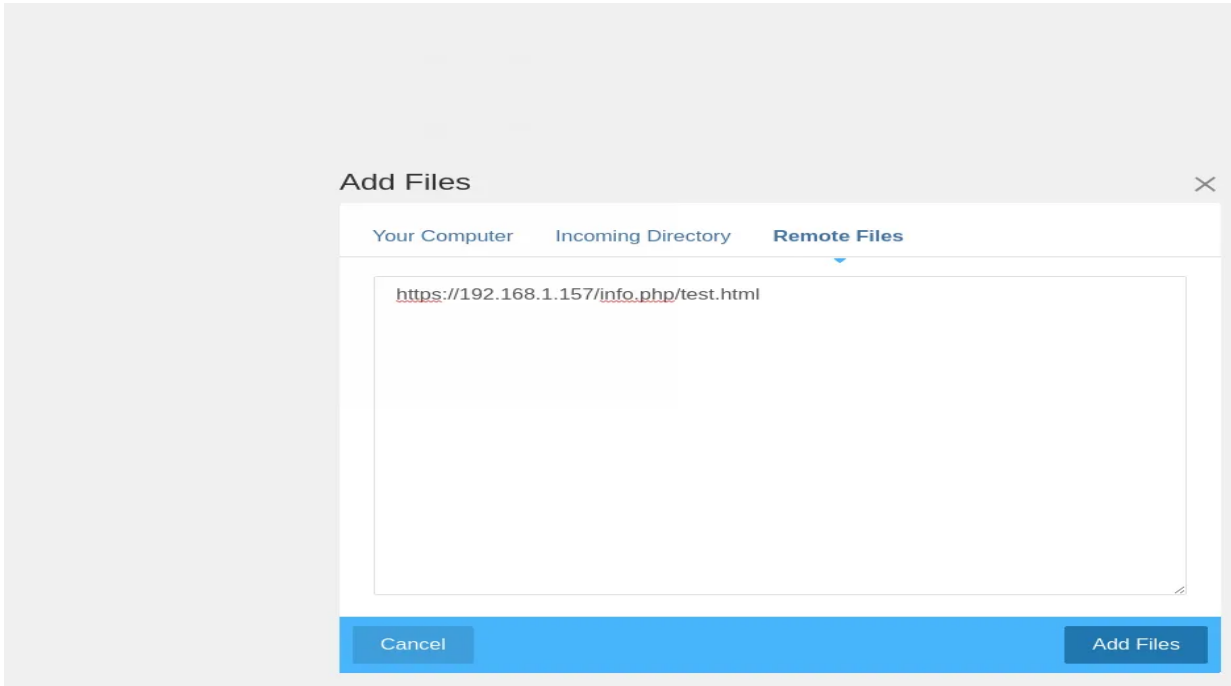 Add Files
Your Computer Incoming Directory Remote Files
https://192.168.1.157/info.php/test.html
Cancel Add Files